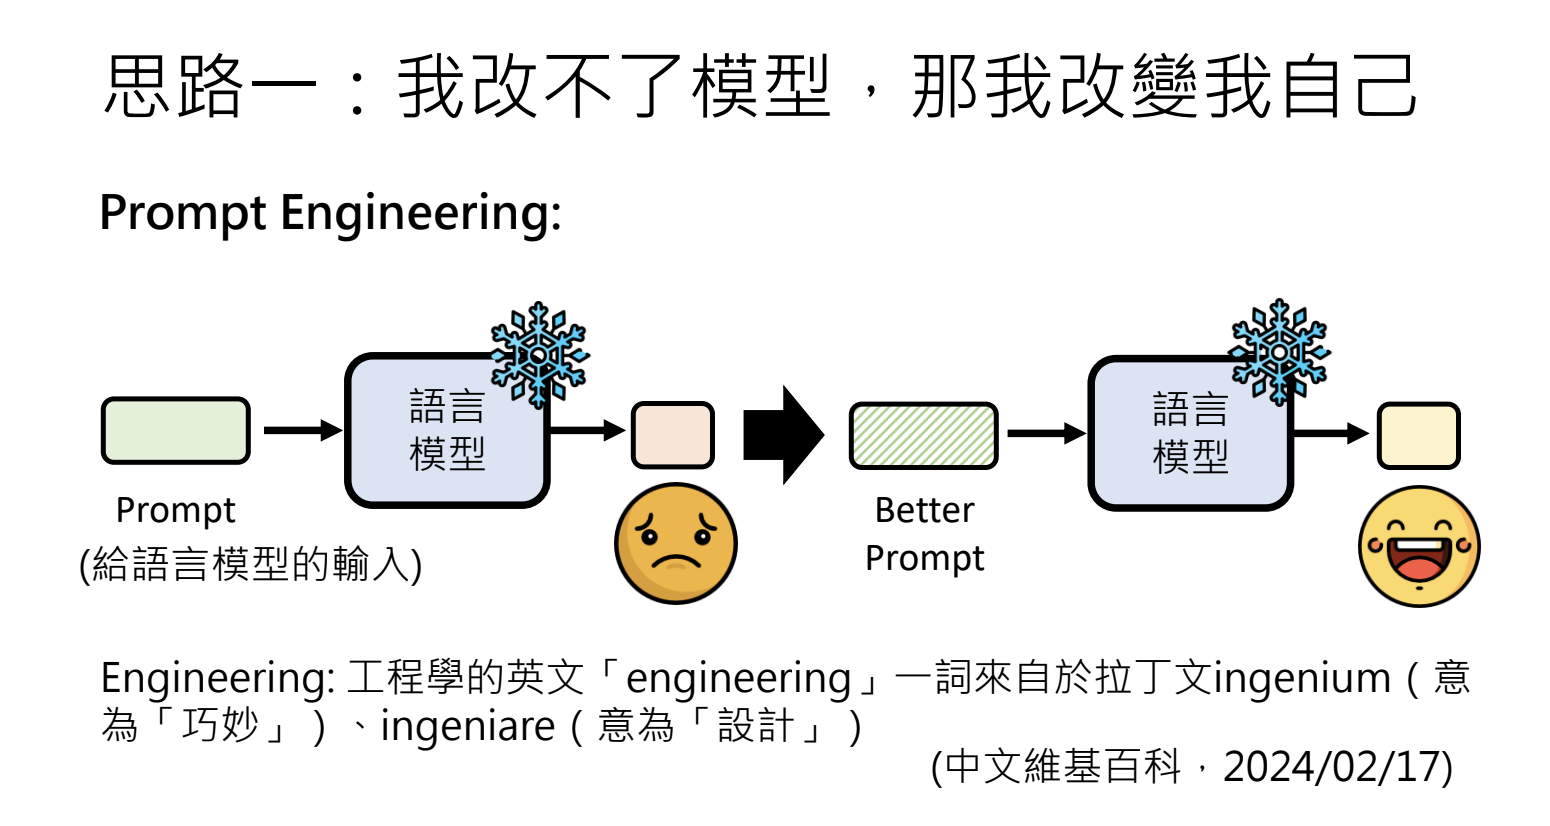 思路一：我改不了模型，那我改變我自己
Prompt Engineering:
語言
模型
Prompt
(給語言模型的輸入)
語言
模型
Better
Prompt
Engineering: 工程學的英文「engineering」一詞來自於拉丁文ingenium（意
為「巧妙」）、ingeniare（意為「設計」）
(中文維基百科，2024/02/17)